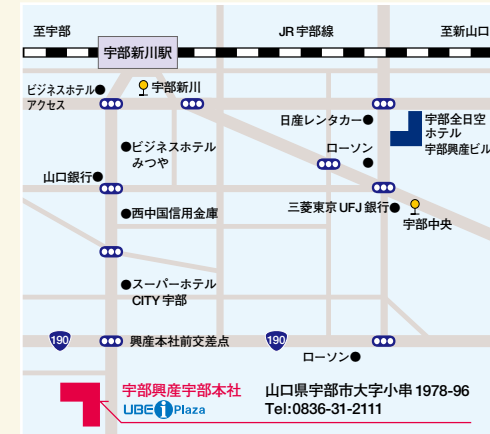 至宇部
JR宇部線
至新山口
宇部新川駅
ビジネスホテル
アクセス
宇部新川
日産レンタカー
宇部全日空
ホテル
宇部興産ビル
ビジネスホテル
みつや
ローソン
山口銀行
西中国信用金庫
三菱東京UFJ銀行
宇部中央
スーパーホテル
CITY宇部
190
興産本社前交差点
190
ローソン
宇部興産宇部本社
UBE i Plaza
山口県宇部市大字小串1978-96
Tel:0836-31-2111